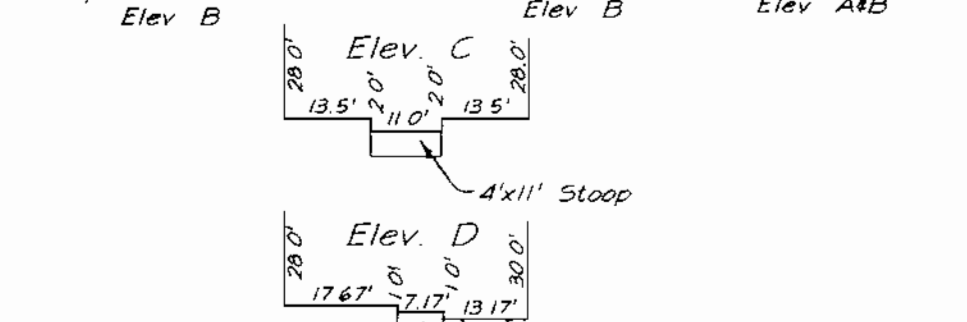 Elev B
Elev B
Elev A&B
Elev. C
28 0'
2 0'
2 0'
28.0'
13.5'
11 0'
13 5'
4'x11' Stoop
Elev. D
28 0'
1 0'
1 0'
30 0'
17 67'
7.17'
13 17'